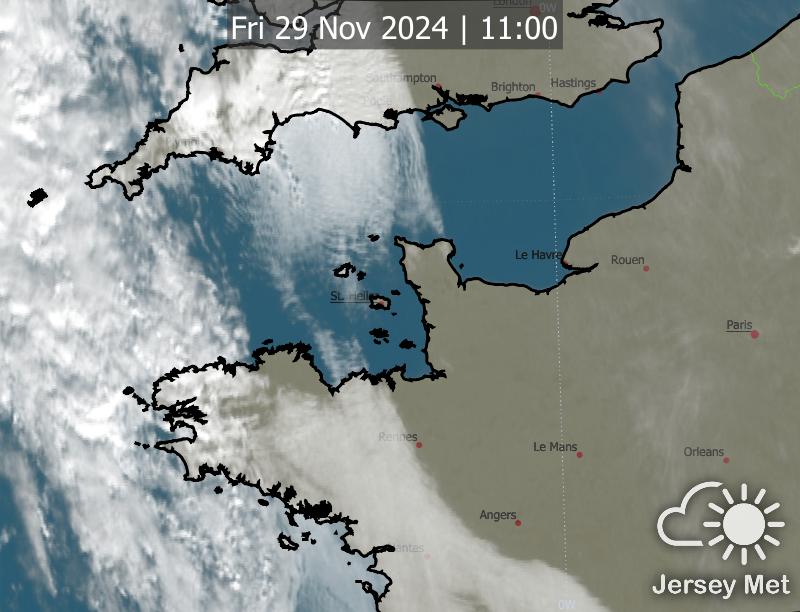 London
0W
Fri 29 Nov 2024 | 11:00
Southampton
Brighton
Hastings
Le Havre
Rouen
St. Helier
Paris
Rennes
Le Mans
Orleans
Angers
Nantes
Jersey Met
0W